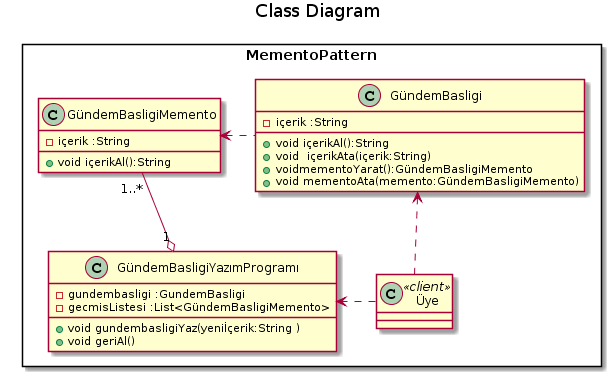 Class Diagram
MementoPattern
C GündemBasligiMemento
içerik :String
void içerikAl():String
C GündemBasligi
içerik :String
void içerikAl():String
void içerikAta(içerik:String)
voidmementoYarat():GündemBasligiMemento
void mementoAta(memento:GündemBasligiMemento)
1..*
1
C GündemBasligiYazımProgramı
gundembasligi :GundemBasligi
gecmisListesi :List<GündemBasligiMemento>
void gundembasligiYaz(yeniİçerik:String )
void geriAl()
C «client»
Üye